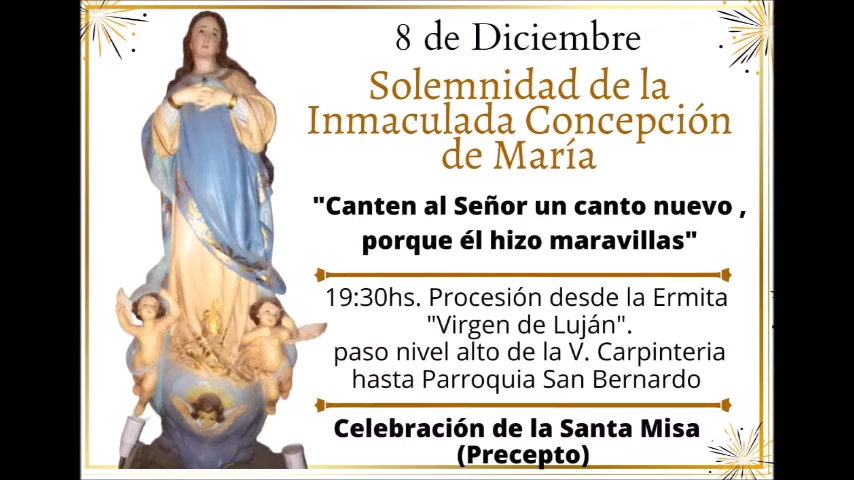 8 de Diciembre
Solemnidad de la
Inmaculada Concepción
de María
"Canten al Señor un canto nuevo ,
porque él hizo maravillas"
19:30hs. Procesión desde la Ermita
"Virgen de Luján".
paso nivel alto de la V. Carpinteria
hasta Parroquia San Bernardo
Celebración de la Santa Misa
(Precepto)